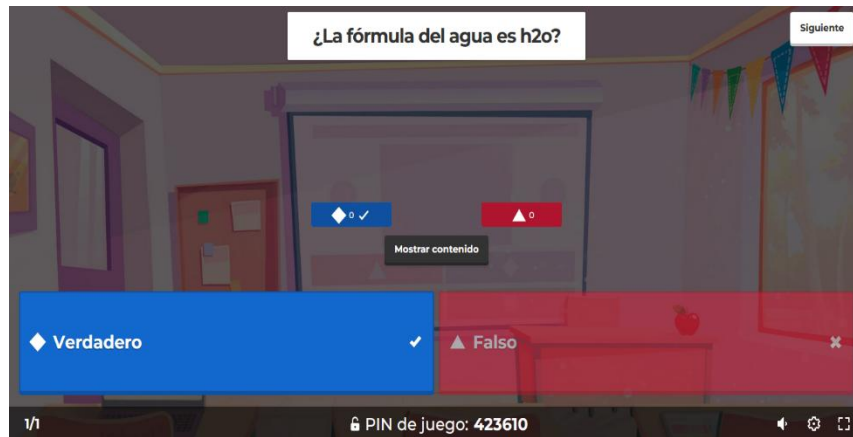 ¿La fórmula del agua es h2o?
Siguiente
0
0
Mostrar contenido
Verdadero
Falso
1/1
PIN de juego: 423610